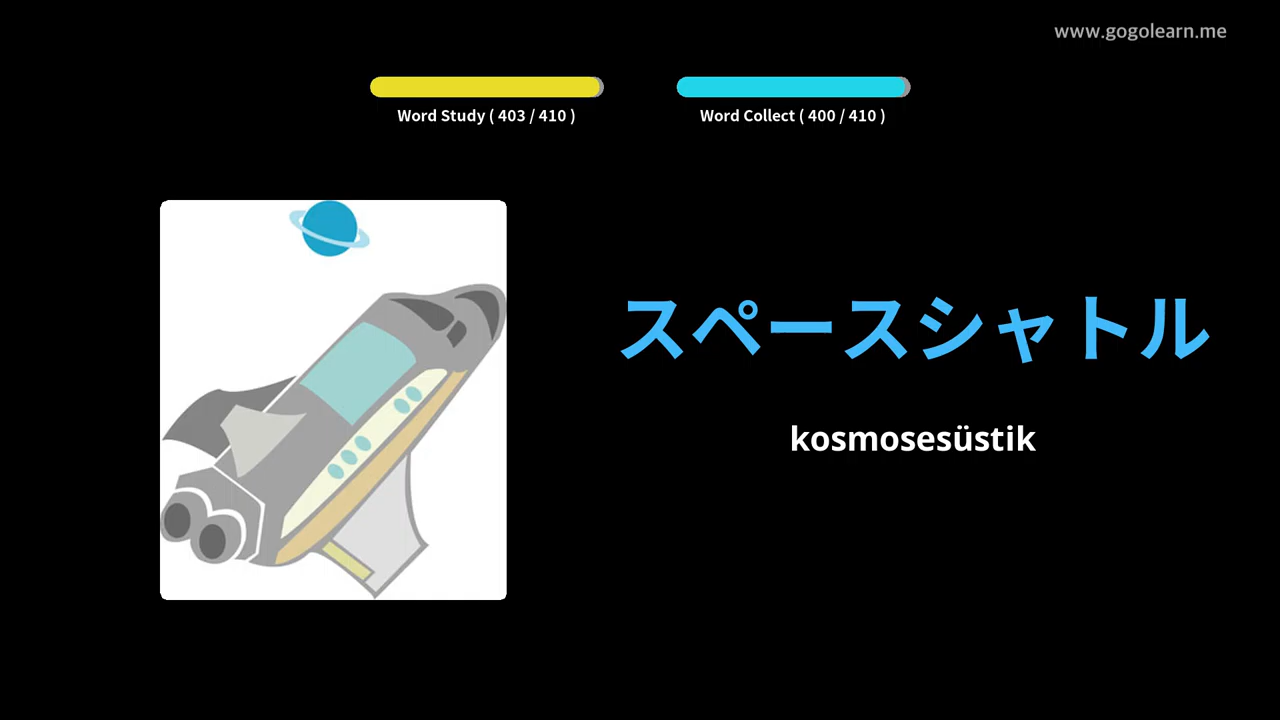 www.gogolearn.me
Word Study ( 403 / 410 )
Word Collect ( 400 / 410 )
スペースシャトル
kosmosesüstik